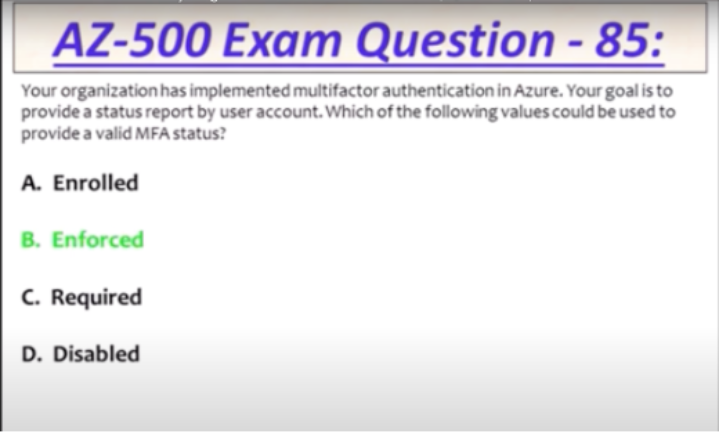 AZ-500 Exam Question - 85:
Your organization has implemented multifactor authentication in Azure. Your goal is to
provide a status report by user account. Which of the following values could be used to
provide a valid MFA status?
A. Enrolled
B. Enforced
C. Required
D. Disabled